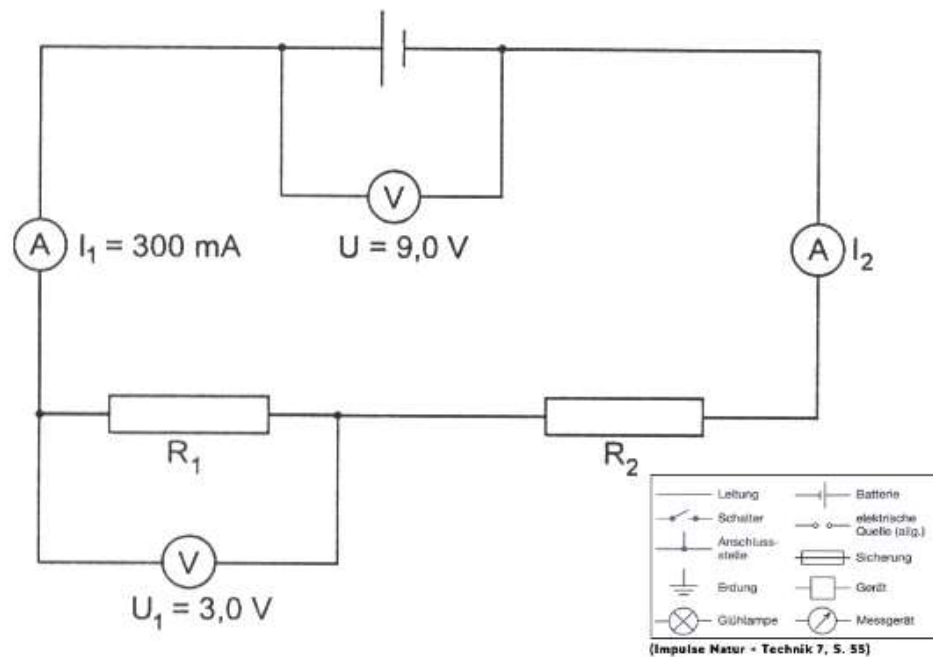 V
A
I1 = 300 mA
U = 9,0 V
A
I2
R1
R2
V
U1 = 3,0 V
Leitung
Batterie
Schalter
elektrische
Quelle (allg.)
Anschluss-
stelle
Sicherung
Erdung
Gerät
Glühlampe
Messgerät
(Impulse Natur - Technik 7, S. 55)